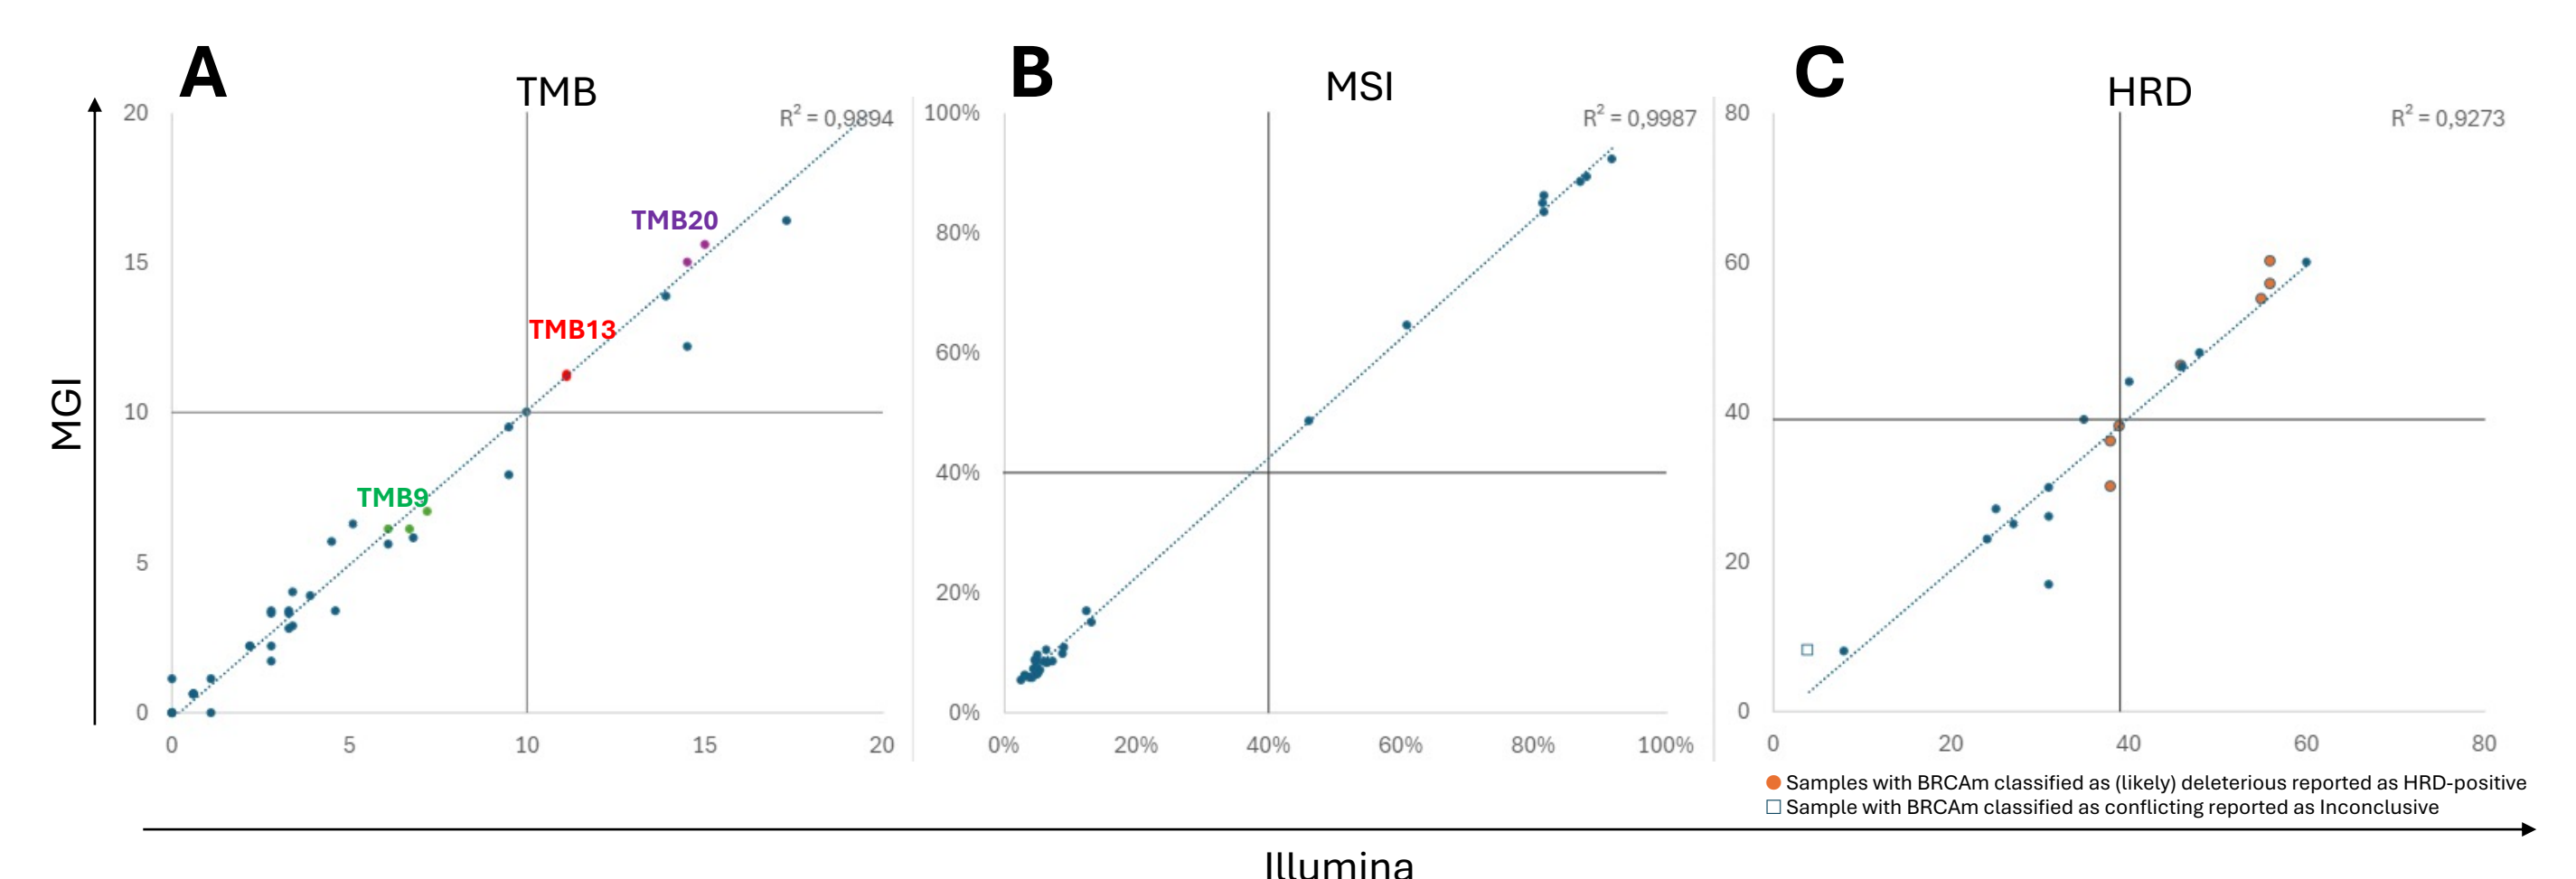 A
TMB
R² = 0,9894
20
15
10
5
0
0 5 10 15 20
TMB20
TMB13
TMB9
MGI
B
MSI
R² = 0,9987
100%
80%
60%
40%
20%
0%
0% 20% 40% 60% 80% 100%
C
HRD
R² = 0,9273
80
60
40
20
0
0 20 40 60 80
Samples with BRCAm classified as (likely) deleterious reported as HRD-positive
Sample with BRCAm classified as conflicting reported as Inconclusive
Illumina